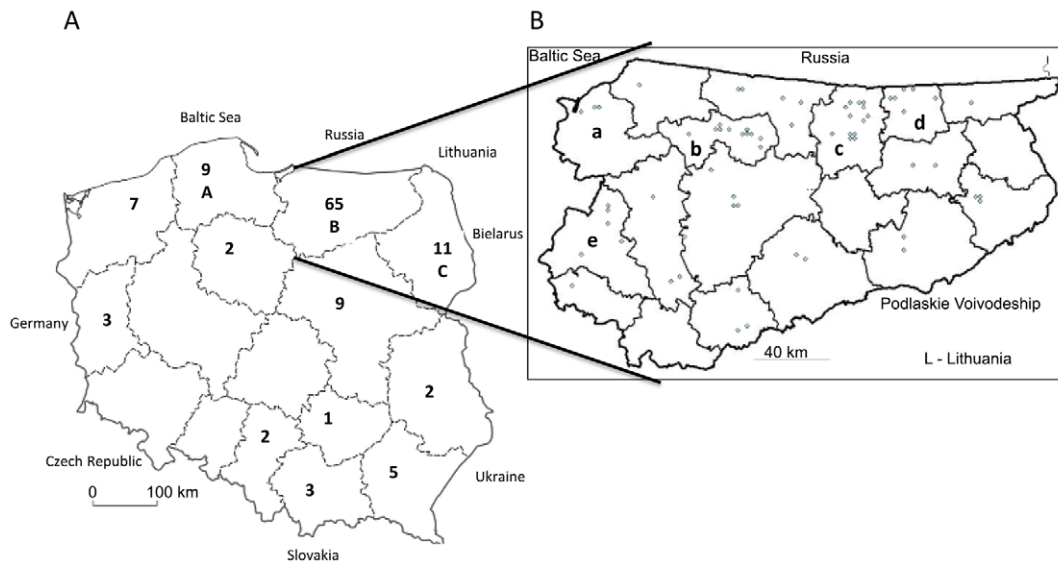 A
Baltic Sea
Russia
Lithuania
9
A
7
65
B
2
11
C
Bielarus
9
Germany
3
2
1
2
Czech Republic
5
Ukraine
3
0 100 km
Slovakia
B
Baltic Sea
Russia
L
a
b
c
d
e
Podlaskie Voivodeship
40 km
L - Lithuania